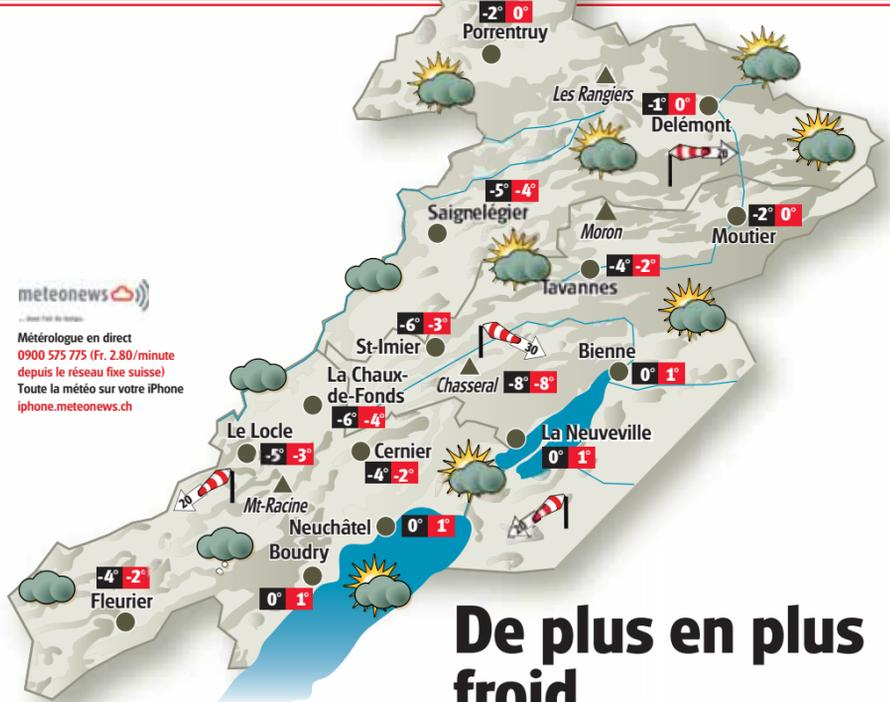 -2° 0°
Porrentruy
Les Rangiers
-1° 0°
Delémont
20
-5° -4°
Saignelégier
Moron
-2° 0°
Moutier
-4° -2°
Tavannes
meteonews
Météorologue en direct
0900 575 775 (Fr. 2.80/minute
depuis le réseau fixe suisse)
Toute la météo sur votre iPhone
iphone.meteonews.ch
-6° -3°
St-Imier
30
Chasseral
-8° -8°
Bienne
0° 1°
La Chaux-
de-Fonds
-6° -4°
Le Locle
-5° -3°
Cernier
-4° -2°
La Neuveville
0° 1°
20
Mt-Racine
Neuchâtel
0° 1°
Boudry
0° 1°
-4° -2°
Fleurier
De plus en plus
froid